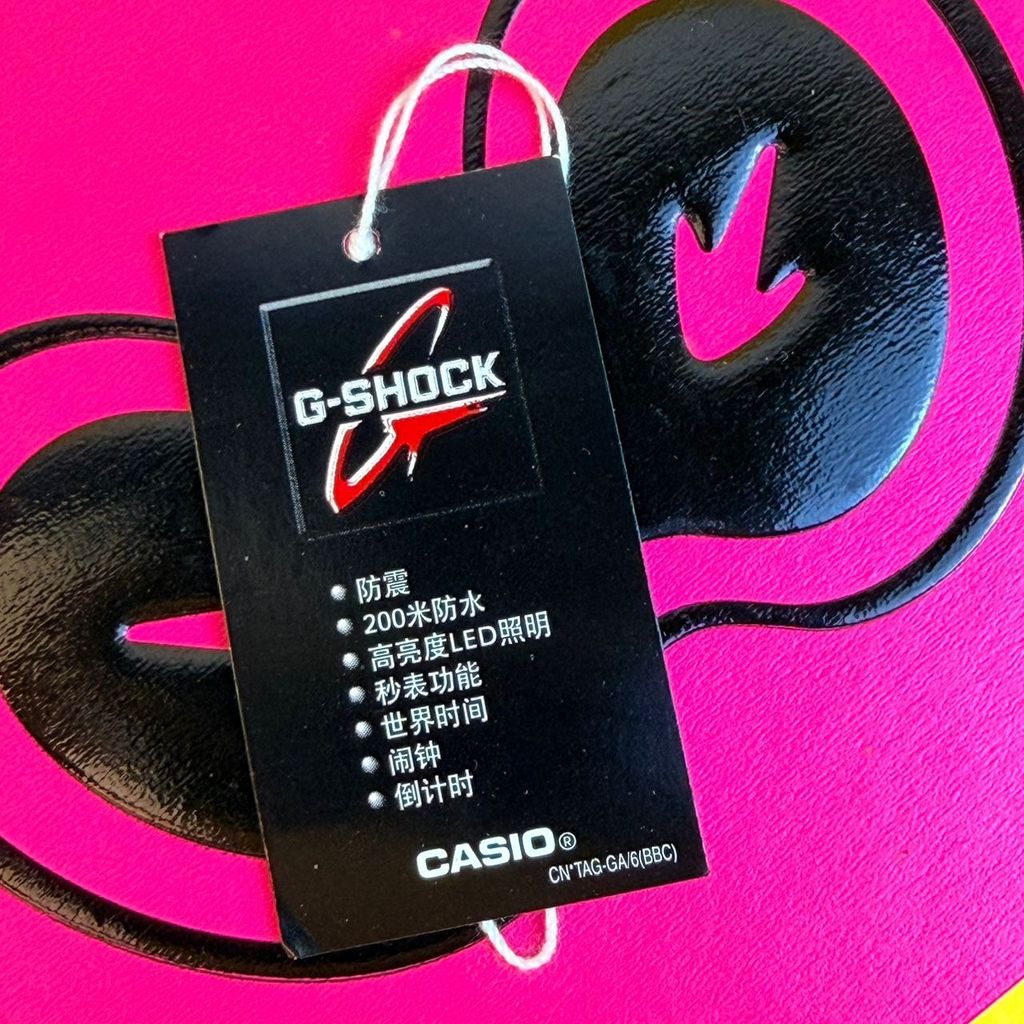 G-SHOCK
防震
200米防水
高亮度LED照明
秒表功能
世界时间
闹钟
倒计时
CASIO®
CN*TAG-GA/6(BBC)